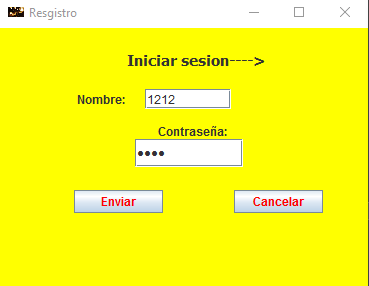 Resgistro
Iniciar sesion---->
Nombre: 1212
Contraseña:
••••
Enviar Cancelar